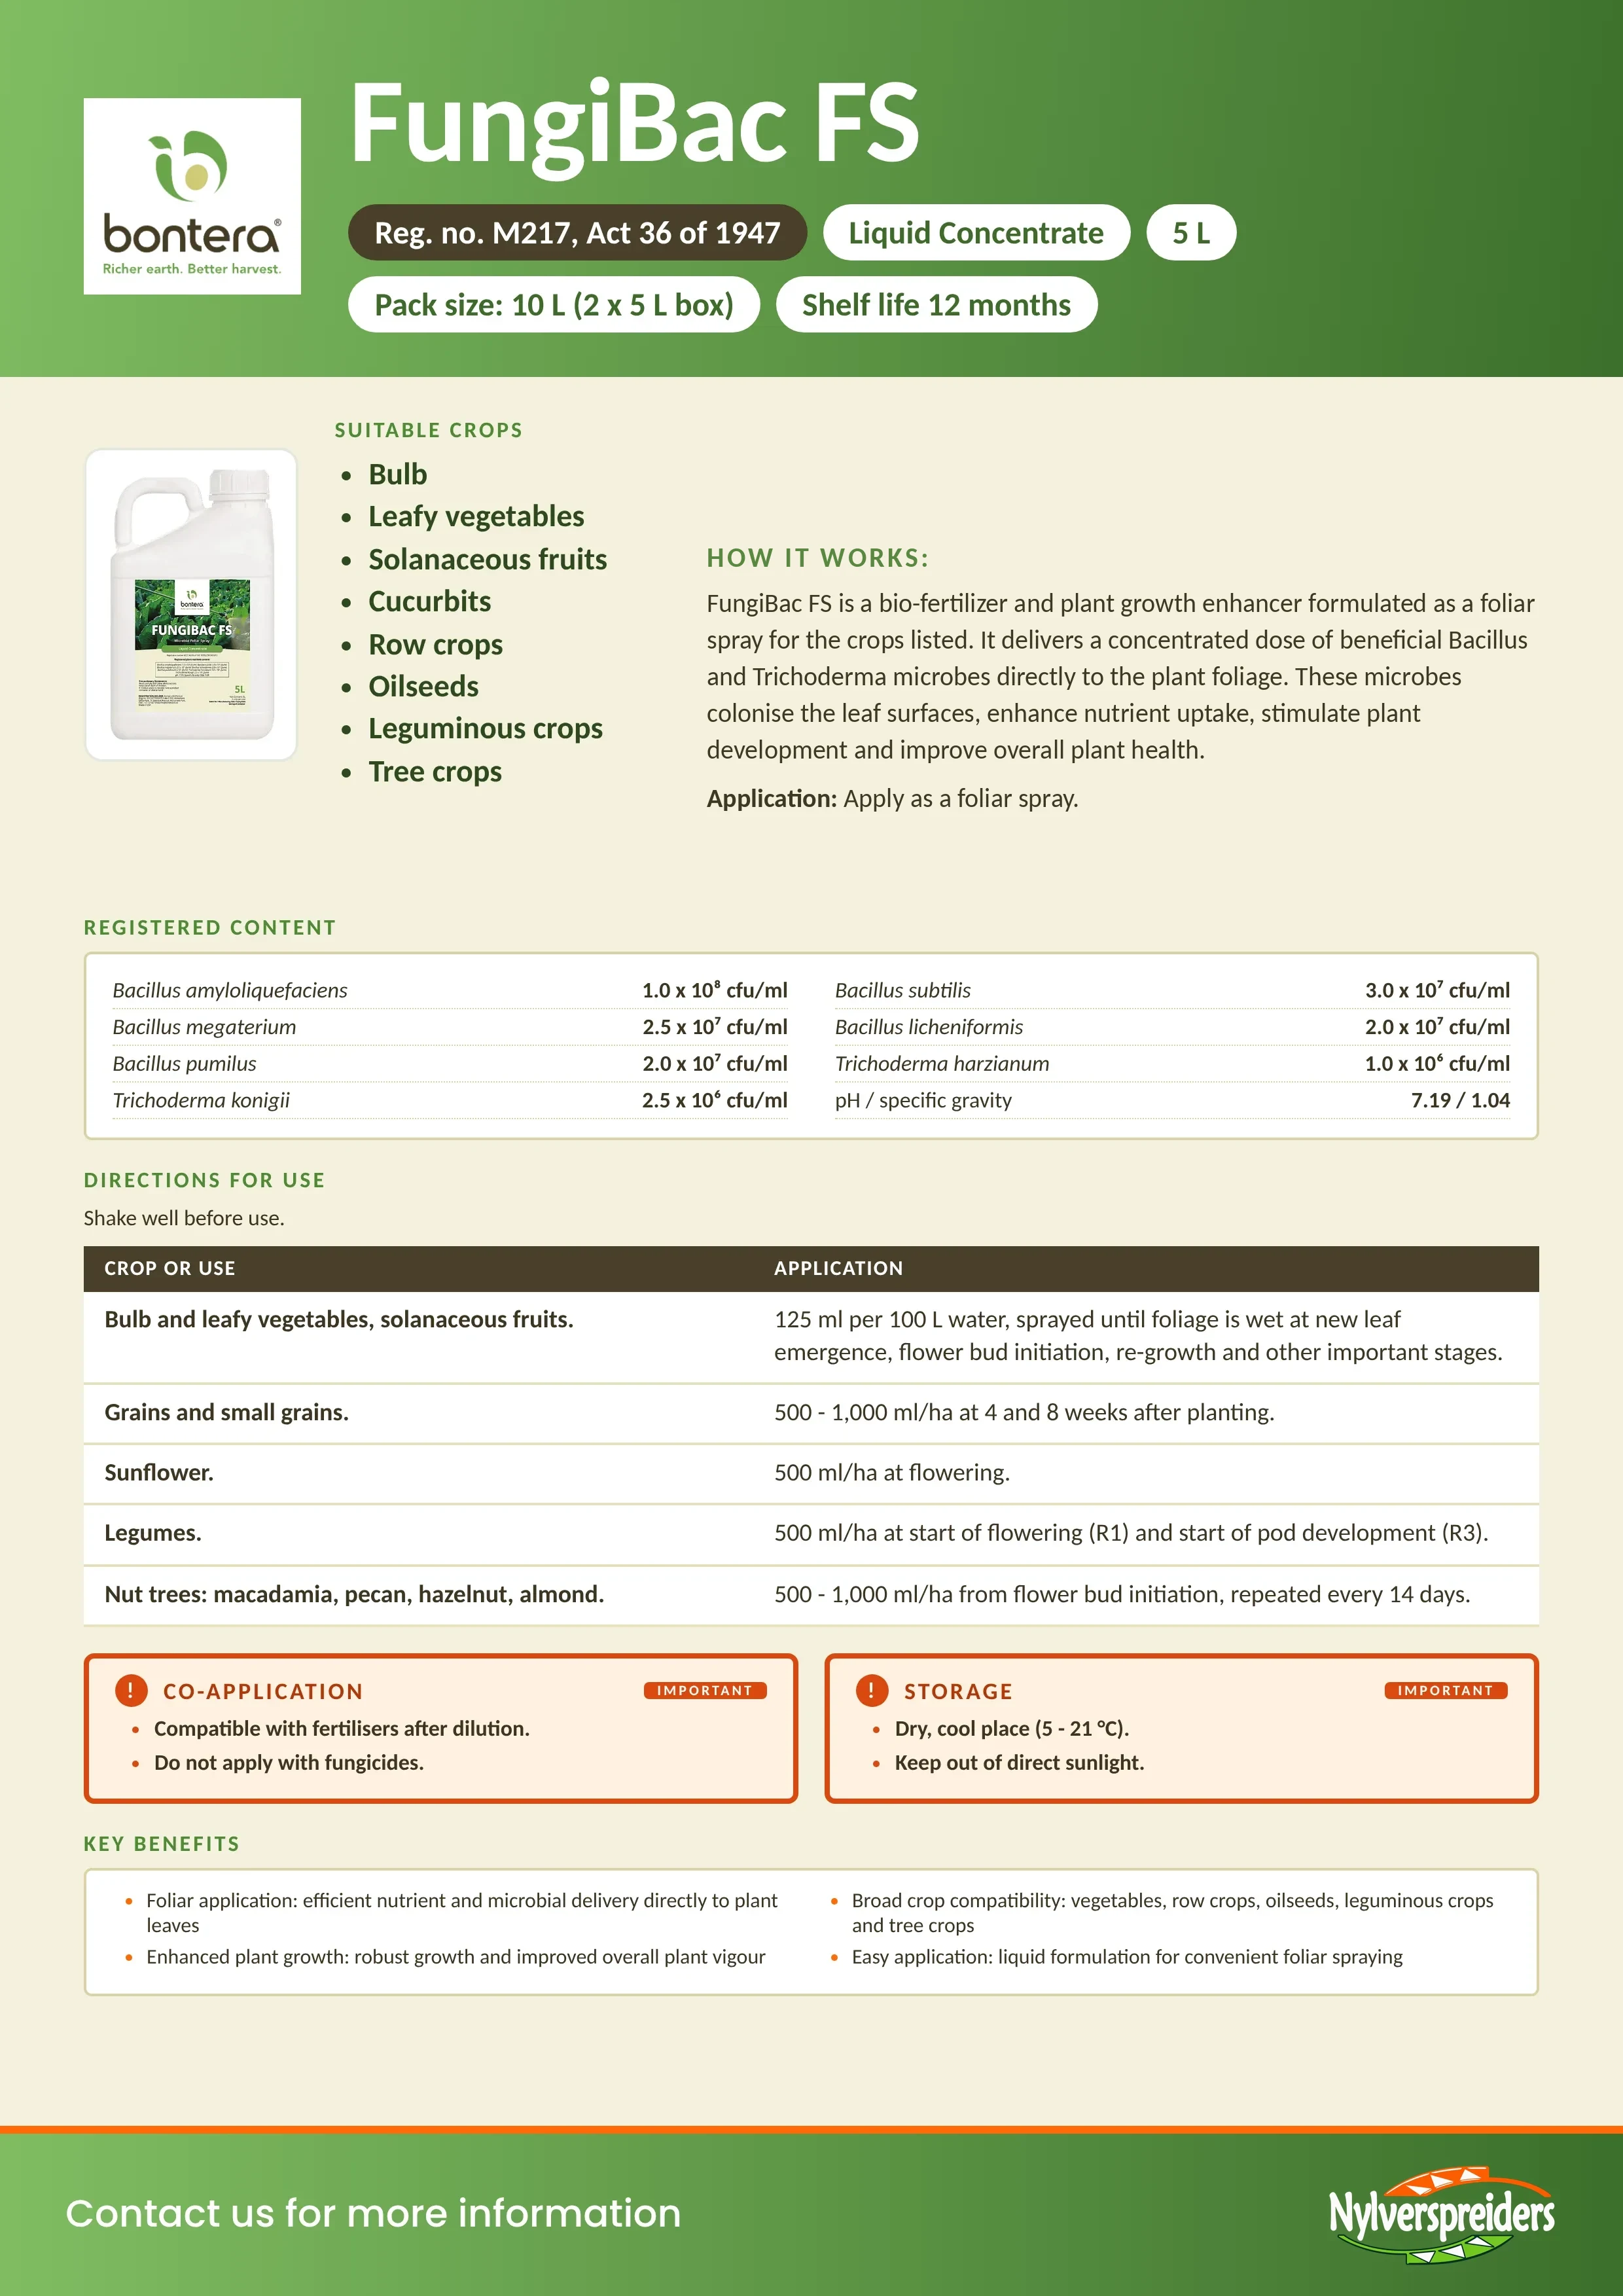 FungiBac FS
bontera®
Richer earth. Better harvest.
Reg. no. M217, Act 36 of 1947
Liquid Concentrate
5 L
Pack size: 10 L (2 x 5 L box)
Shelf life 12 months
SUITABLE CROPS
• Bulb
• Leafy vegetables
• Solanaceous fruits
• Cucurbits
• Row crops
• Oilseeds
• Leguminous crops
• Tree crops
bontera
FUNGIBAC FS
5L
HOW IT WORKS:
FungiBac FS is a bio-fertilizer and plant growth enhancer formulated as a foliar
spray for the crops listed. It delivers a concentrated dose of beneficial Bacillus
and Trichoderma microbes directly to the plant foliage. These microbes
colonise the leaf surfaces, enhance nutrient uptake, stimulate plant
development and improve overall plant health.
Application: Apply as a foliar spray.
REGISTERED CONTENT
Bacillus amyloliquefaciens 1.0 x 10⁸ cfu/ml
Bacillus subtilis 3.0 x 10⁷ cfu/ml
Bacillus megaterium 2.5 x 10⁷ cfu/ml
Bacillus licheniformis 2.0 x 10⁷ cfu/ml
Bacillus pumilus 2.0 x 10⁷ cfu/ml
Trichoderma harzianum 1.0 x 10⁶ cfu/ml
Trichoderma konigii 2.5 x 10⁶ cfu/ml
pH / specific gravity 7.19 / 1.04
DIRECTIONS FOR USE
Shake well before use.
CROP OR USE APPLICATION
Bulb and leafy vegetables, solanaceous fruits. 125 ml per 100 L water, sprayed until foliage is wet at new leaf
emergence, flower bud initiation, re-growth and other important stages.
Grains and small grains. 500 - 1,000 ml/ha at 4 and 8 weeks after planting.
Sunflower. 500 ml/ha at flowering.
Legumes. 500 ml/ha at start of flowering (R1) and start of pod development (R3).
Nut trees: macadamia, pecan, hazelnut, almond. 500 - 1,000 ml/ha from flower bud initiation, repeated every 14 days.
! CO-APPLICATION IMPORTANT
• Compatible with fertilisers after dilution.
• Do not apply with fungicides.
! STORAGE IMPORTANT
• Dry, cool place (5 - 21 °C).
• Keep out of direct sunlight.
KEY BENEFITS
• Foliar application: efficient nutrient and microbial delivery directly to plant
leaves
• Enhanced plant growth: robust growth and improved overall plant vigour
• Broad crop compatibility: vegetables, row crops, oilseeds, leguminous crops
and tree crops
• Easy application: liquid formulation for convenient foliar spraying
Contact us for more information
Nylverspreiders